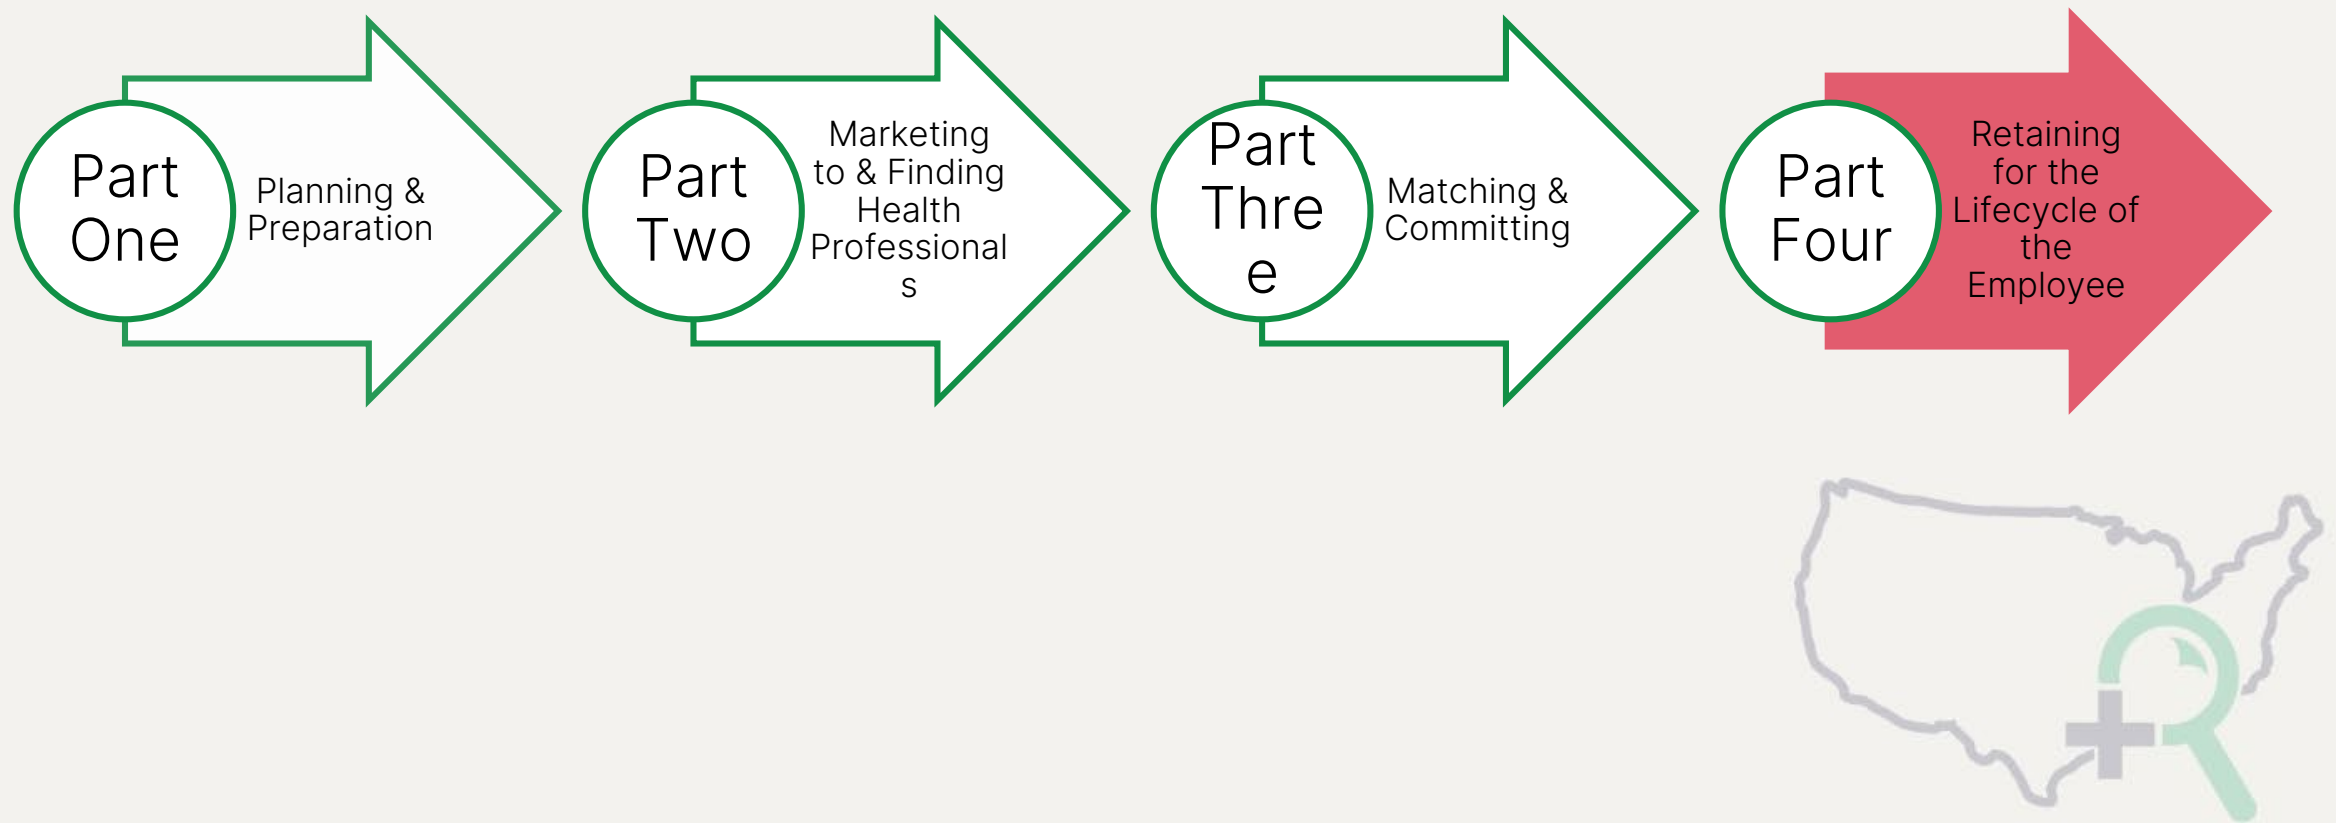 Part
One
Planning &
Preparation
Part
Two
Marketing
to & Finding
Health
Professional
s
Part
Thre
e
Matching &
Committing
Part
Four
Retaining
for the
Lifecycle of
the
Employee